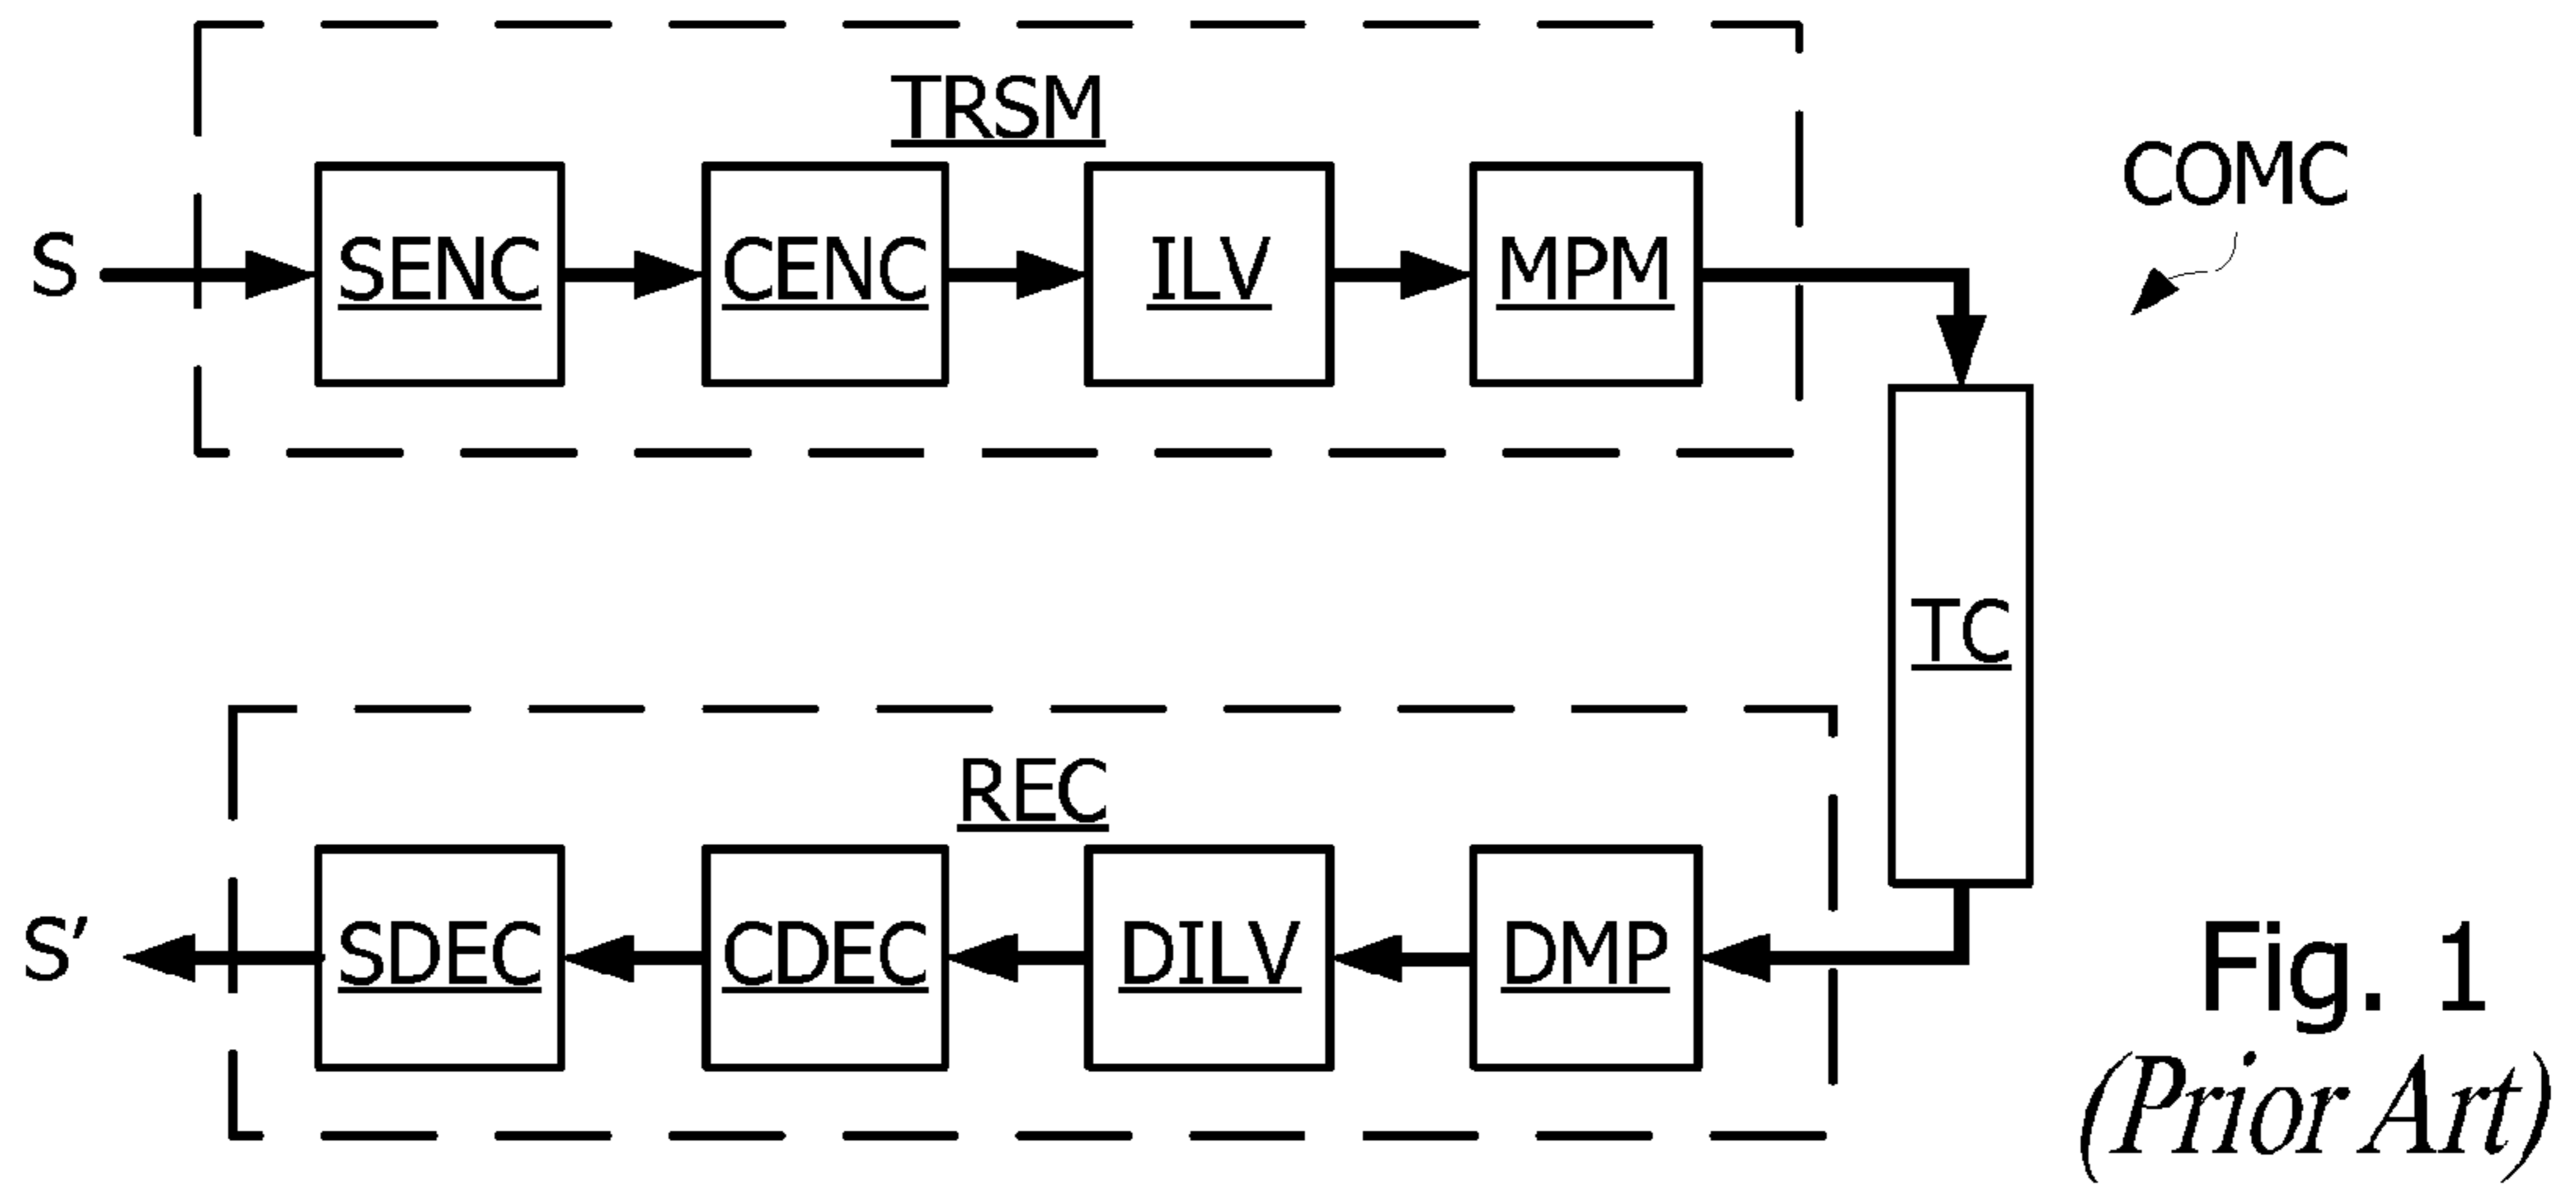 TRSM
COMC
S SENC CENC ILV MPM
TC
REC
S' SDEC CDEC DILV DMP
Fig. 1
(Prior Art)